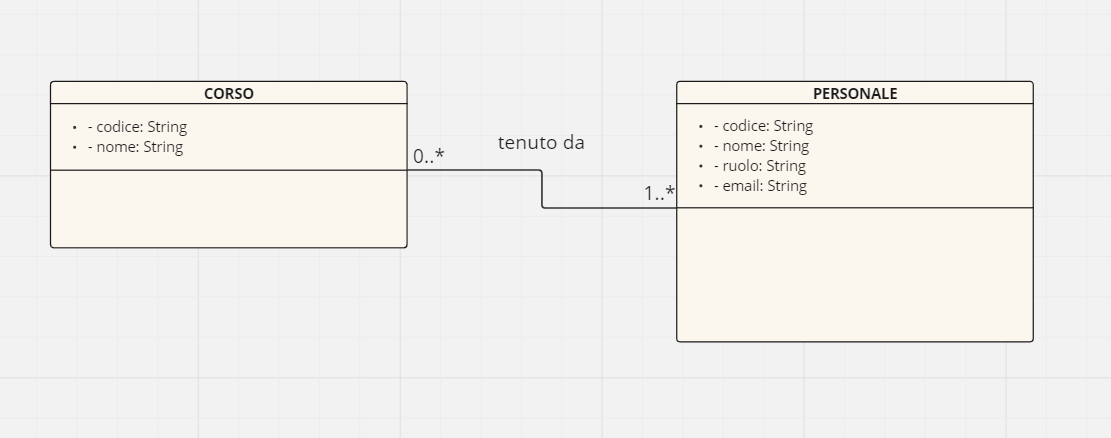 CORSO
• - codice: String
• - nome: String
0..*
tenuto da
1..*
PERSONALE
• - codice: String
• - nome: String
• - ruolo: String
• - email: String